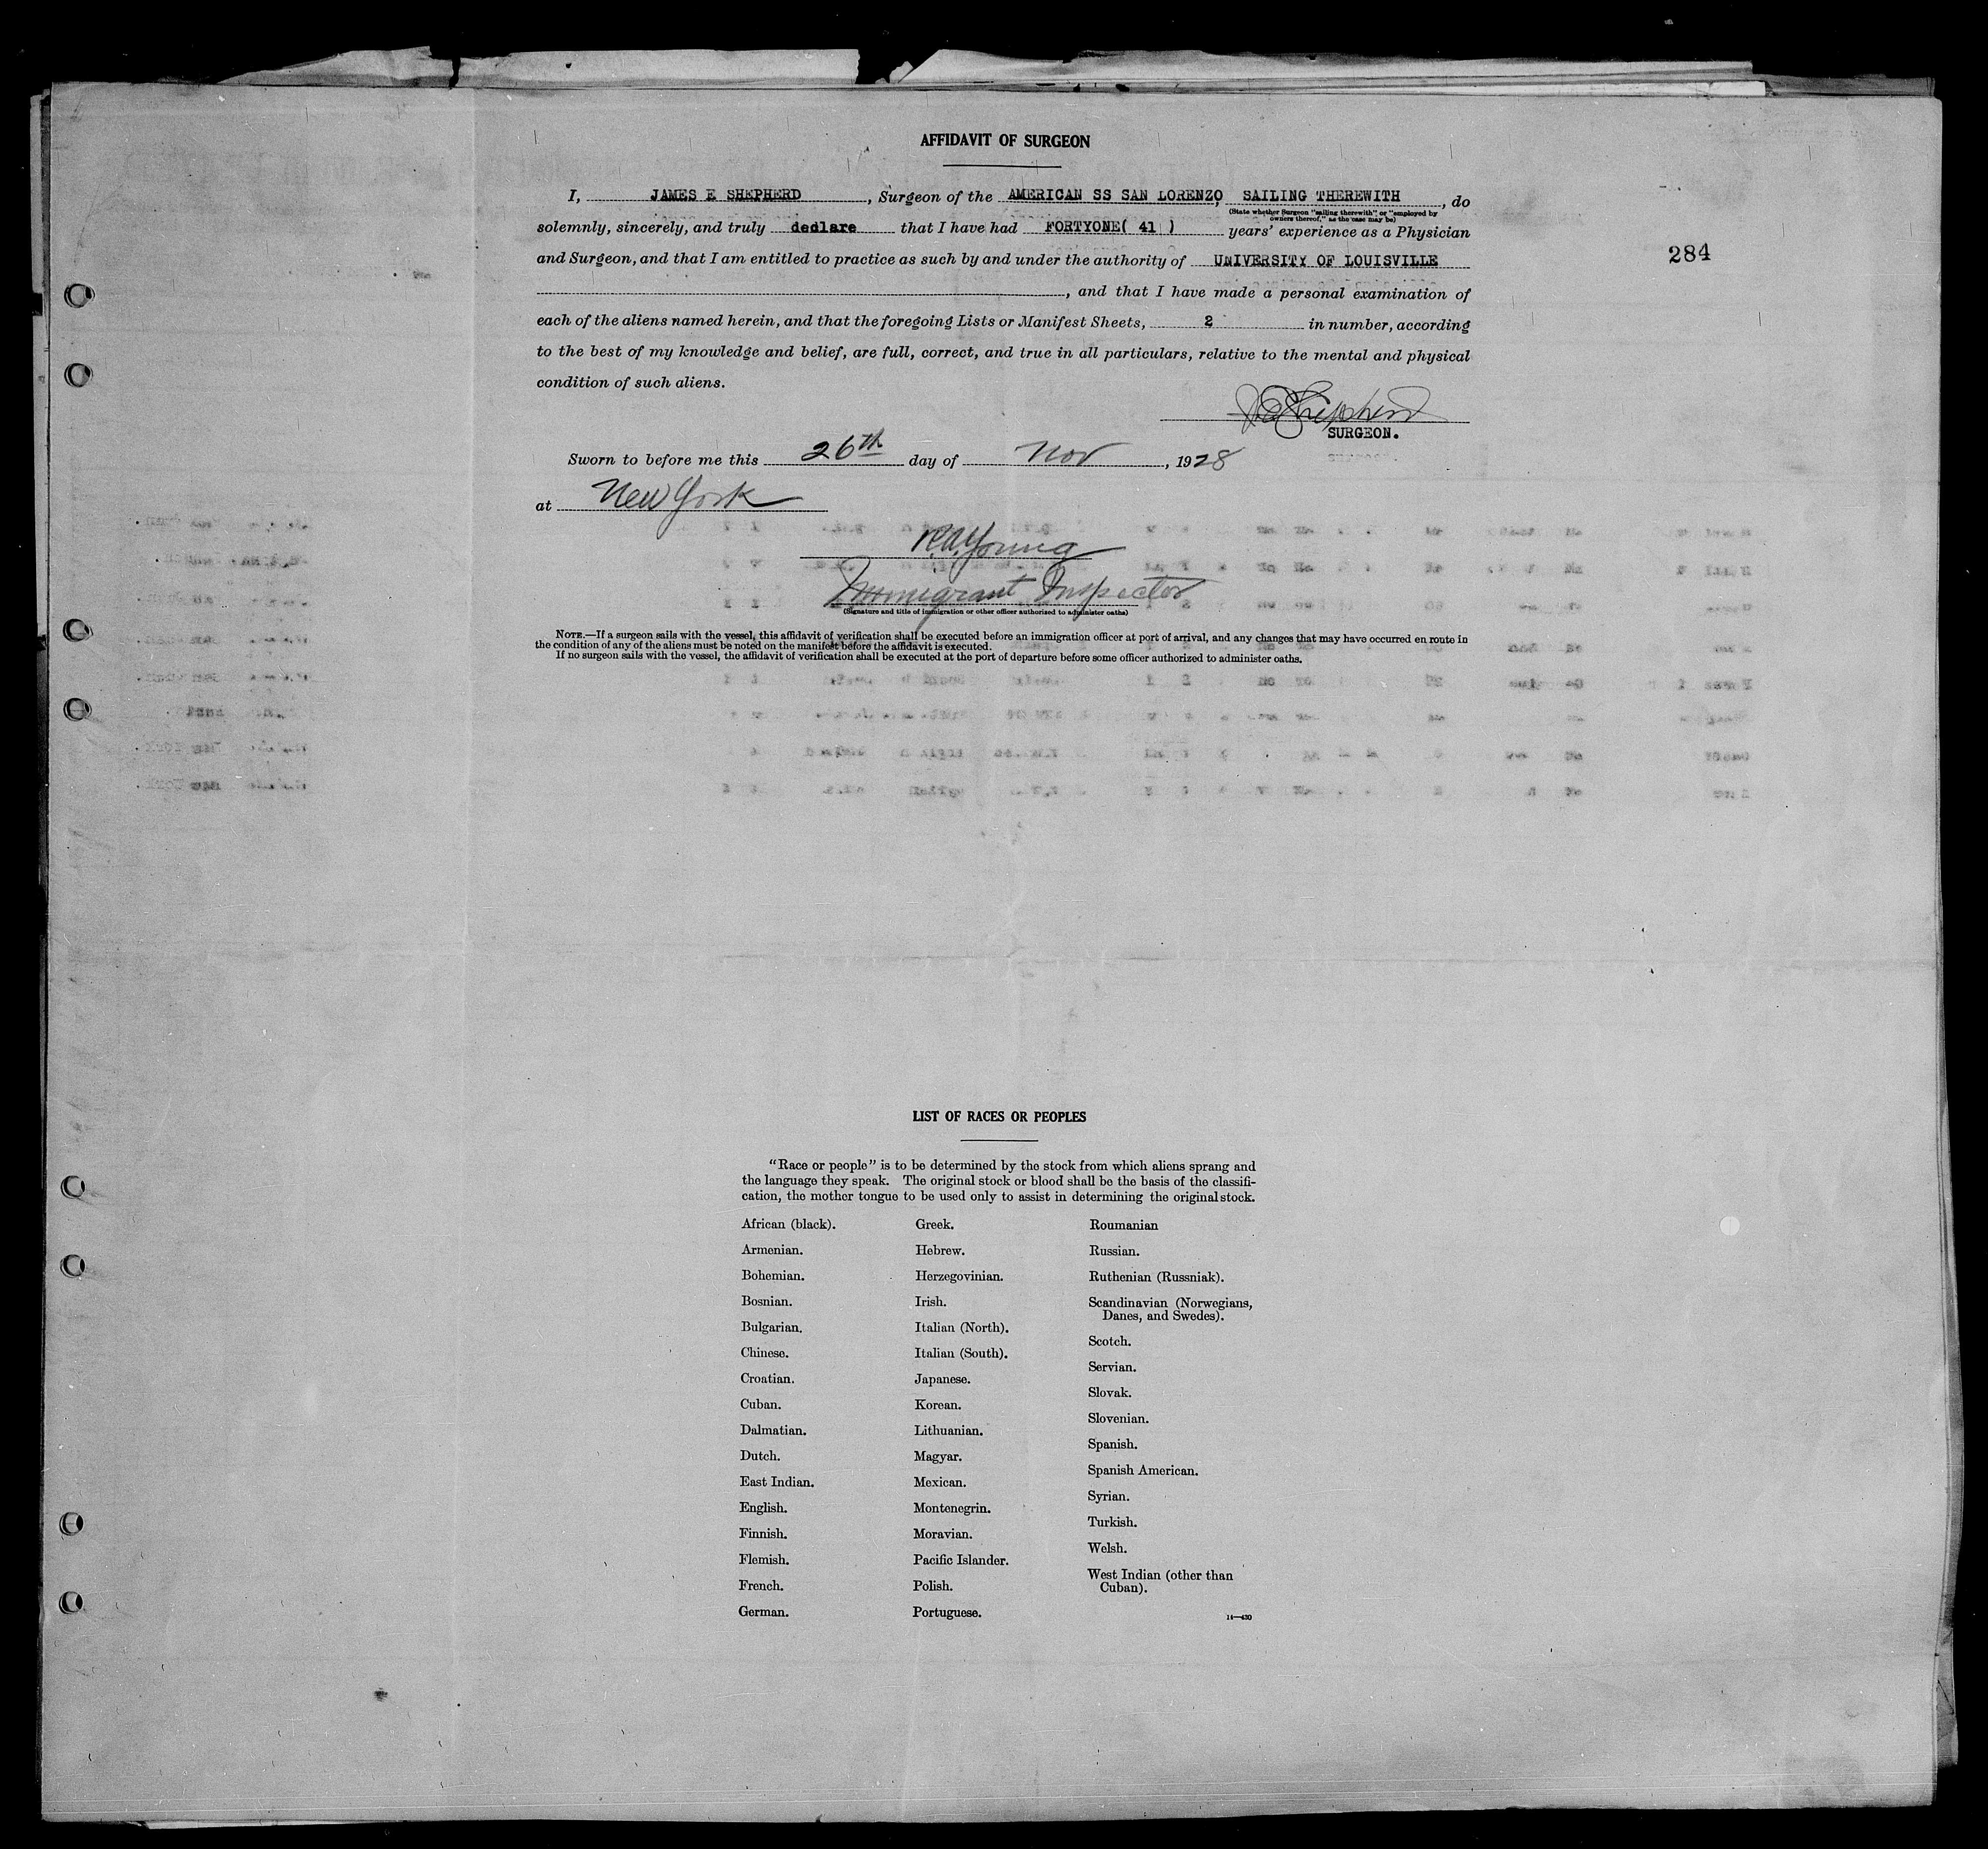 AFFIDAVIT OF SURGEON
I, JAMES E SHEPHERD, Surgeon of the AMERICAN SS SAN LORENZO, SAILING THEREWITH, do
(State whether Surgeon "sailing therewith" or "employed by
owners thereof," as the case may be)
solemnly, sincerely, and truly dedlare that I have had FORTYONE( 41 ) years' experience as a Physician
284
and Surgeon, and that I am entitled to practice as such by and under the authority of UNIVERSITY OF LOUISVILLE
, and that I have made a personal examination of
each of the aliens named herein, and that the foregoing Lists or Manifest Sheets, 2 in number, according
to the best of my knowledge and belief, are full, correct, and true in all particulars, relative to the mental and physical
condition of such aliens.
J E Shepherd
SURGEON.
Sworn to before me this 26th day of Nov, 1928
at New York
R.A. Young
Immigrant Inspector
(Signature and title of immigration or other officer authorized to administer oaths)
NOTE.—If a surgeon sails with the vessel, this affidavit of verification shall be executed before an immigration officer at port of arrival, and any changes that may have occurred en route in
the condition of any of the aliens must be noted on the manifest before the affidavit is executed.
If no surgeon sails with the vessel, the affidavit of verification shall be executed at the port of departure before some officer authorized to administer oaths.
LIST OF RACES OR PEOPLES
"Race or people" is to be determined by the stock from which aliens sprang and
the language they speak. The original stock or blood shall be the basis of the classifi-
cation, the mother tongue to be used only to assist in determining the original stock.
African (black).
Armenian.
Bohemian.
Bosnian.
Bulgarian.
Chinese.
Croatian.
Cuban.
Dalmatian.
Dutch.
East Indian.
English.
Finnish.
Flemish.
French.
German.
Greek.
Hebrew.
Herzegovinian.
Irish.
Italian (North).
Italian (South).
Japanese.
Korean.
Lithuanian.
Magyar.
Mexican.
Montenegrin.
Moravian.
Pacific Islander.
Polish.
Portuguese.
Roumanian
Russian.
Ruthenian (Russniak).
Scandinavian (Norwegians,
Danes, and Swedes).
Scotch.
Servian.
Slovak.
Slovenian.
Spanish.
Spanish American.
Syrian.
Turkish.
Welsh.
West Indian (other than
Cuban).
14—430